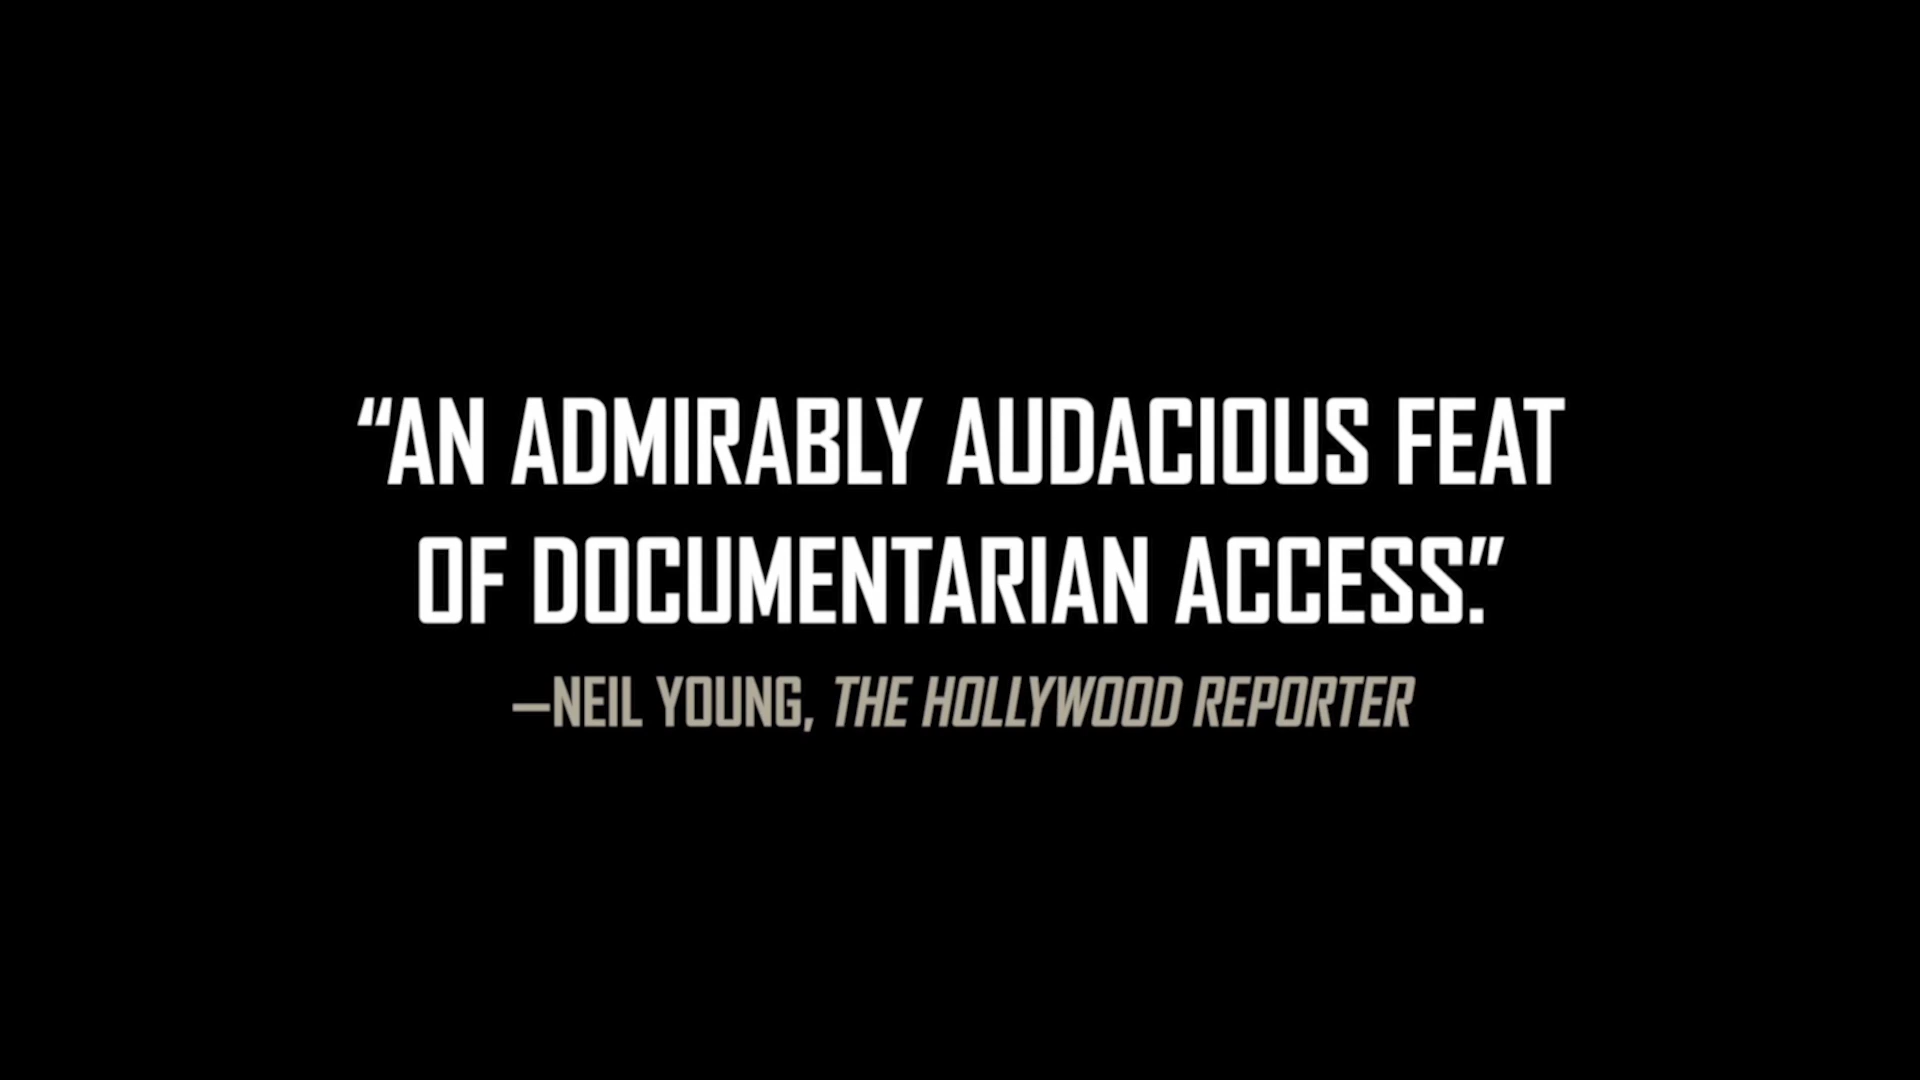 “AN ADMIRABLY AUDACIOUS FEAT
OF DOCUMENTARIAN ACCESS.”
—NEIL YOUNG, THE HOLLYWOOD REPORTER